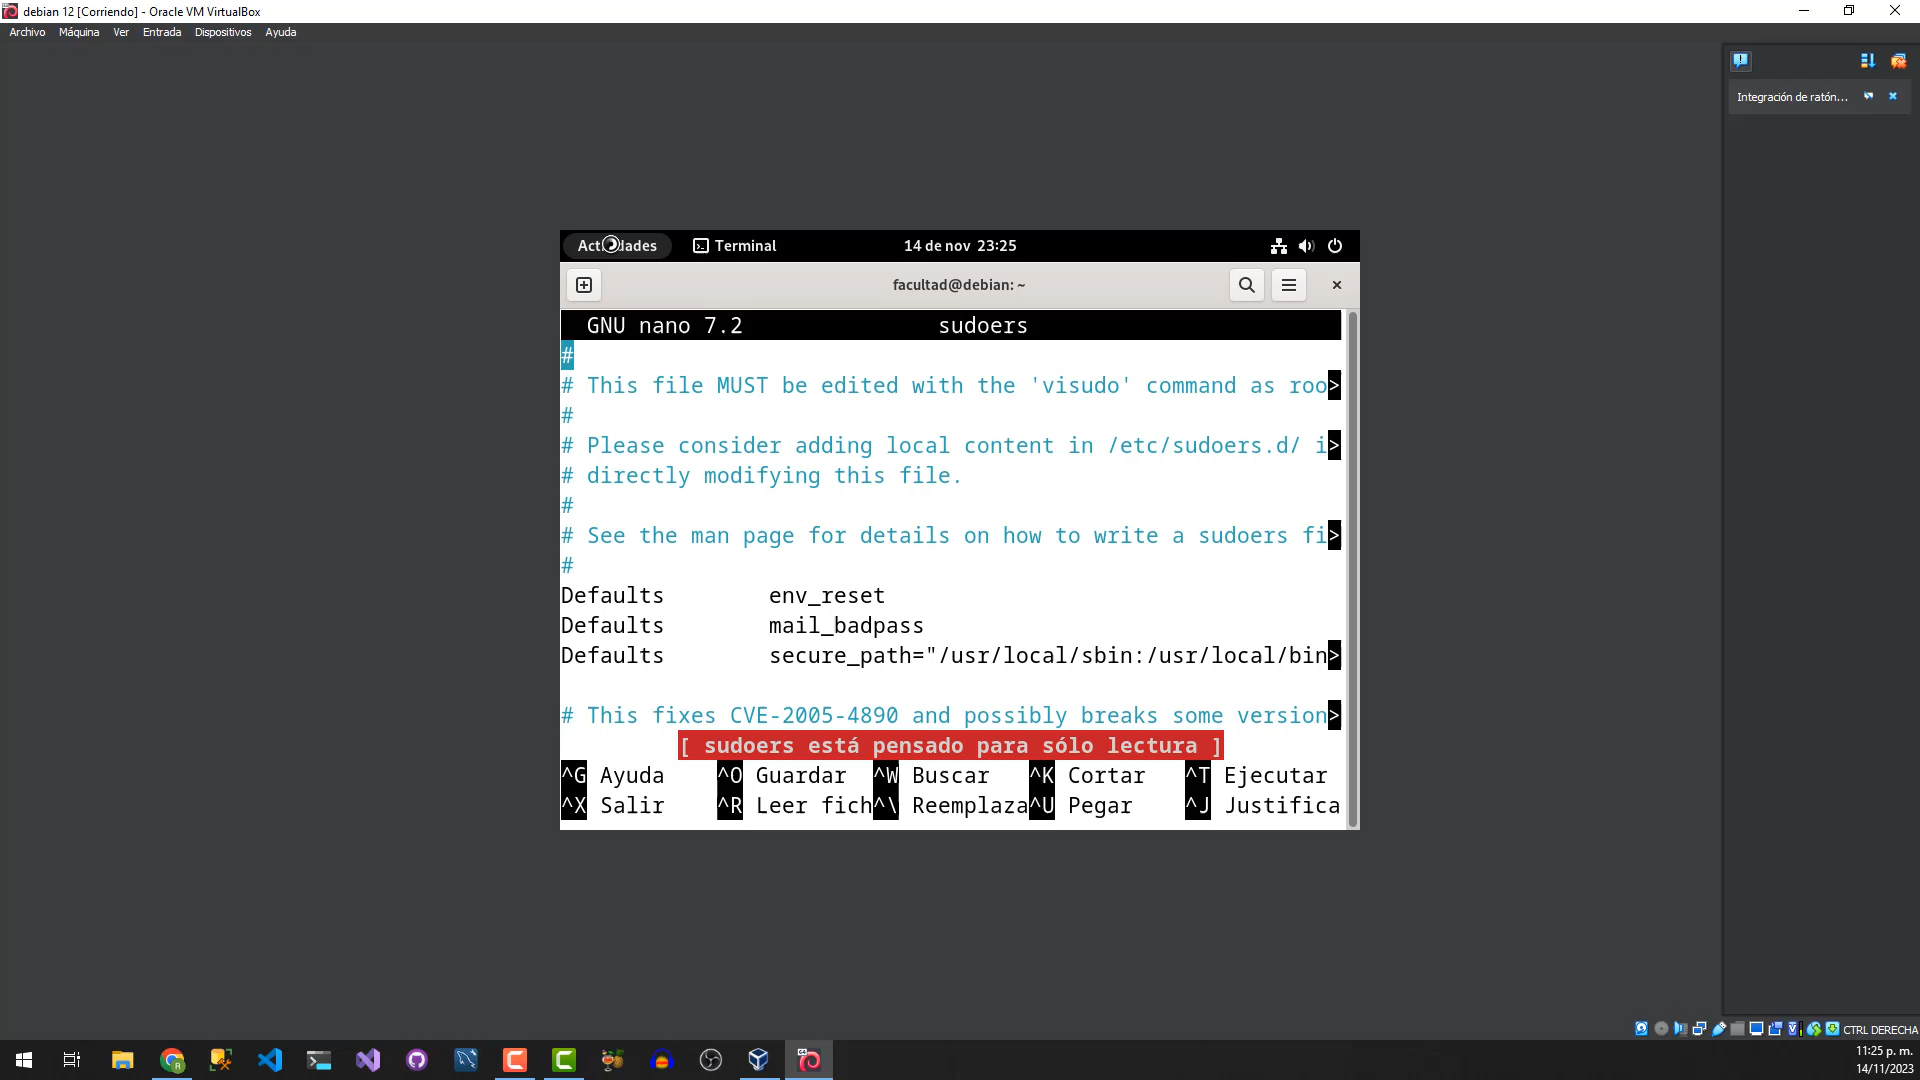 debian 12 [Corriendo] - Oracle VM VirtualBox
Archivo Máquina Ver Entrada Dispositivos Ayuda
Integración de ratón...
Terminal 14 de nov 23:25
facultad@debian: ~
GNU nano 7.2 sudoers
#
# This file MUST be edited with the 'visudo' command as roo>
#
# Please consider adding local content in /etc/sudoers.d/ i>
# directly modifying this file.
#
# See the man page for details on how to write a sudoers fi>
#
Defaults env_reset
Defaults mail_badpass
Defaults secure_path="/usr/local/sbin:/usr/local/bin>
# This fixes CVE-2005-4890 and possibly breaks some version>
[ sudoers está pensado para sólo lectura ]
^G Ayuda ^O Guardar ^W Buscar ^K Cortar ^T Ejecutar
^X Salir ^R Leer fich^\ Reemplaza^U Pegar ^J Justifica
CTRL DERECHA
11:25 p. m.
14/11/2023